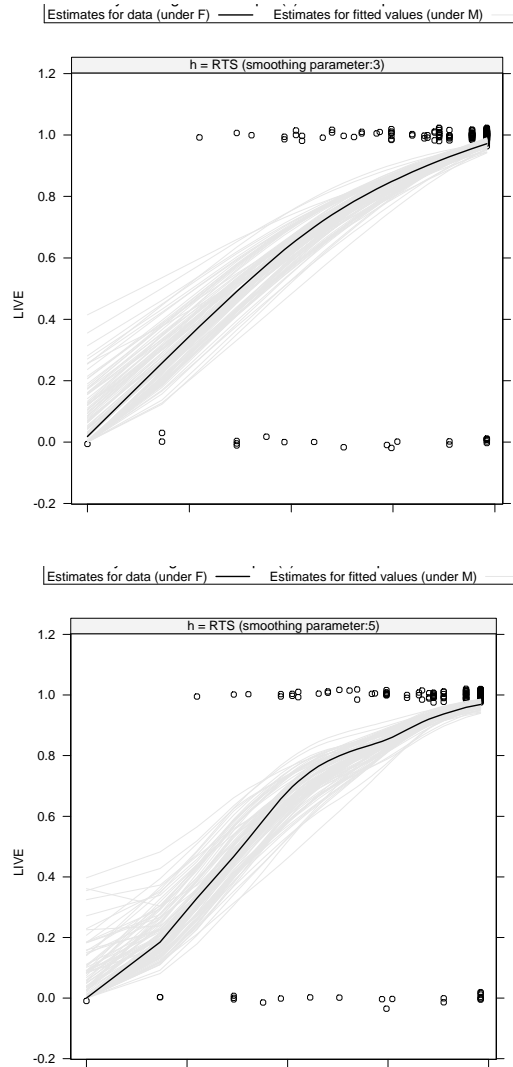 Estimates for data (under F) Estimates for fitted values (under M)
h = RTS (smoothing parameter:3)
1.2
1.0
0.8
0.6
0.4
0.2
0.0
-0.2
LIVE
Estimates for data (under F) Estimates for fitted values (under M)
h = RTS (smoothing parameter:5)
1.2
1.0
0.8
0.6
0.4
0.2
0.0
-0.2
LIVE